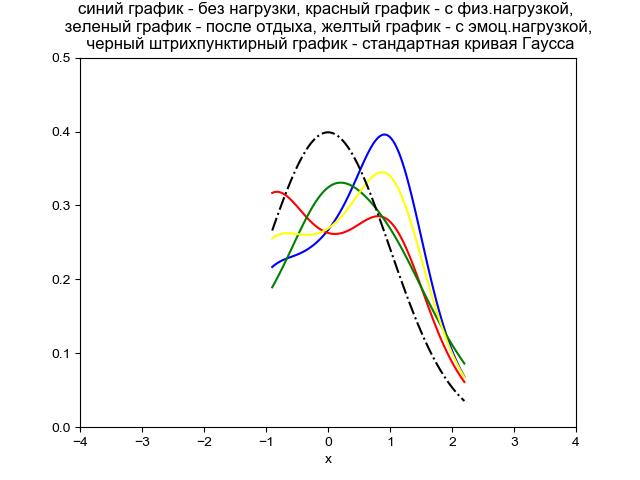 синий график - без нагрузки, красный график - с физ.нагрузкой,
зеленый график - после отдыха, желтый график - с эмоц.нагрузкой,
черный штрихпунктирный график - стандартная кривая Гаусса
0.5
0.4
0.3
0.2
0.1
0.0
−4 −3 −2 −1 0 1 2 3 4
x